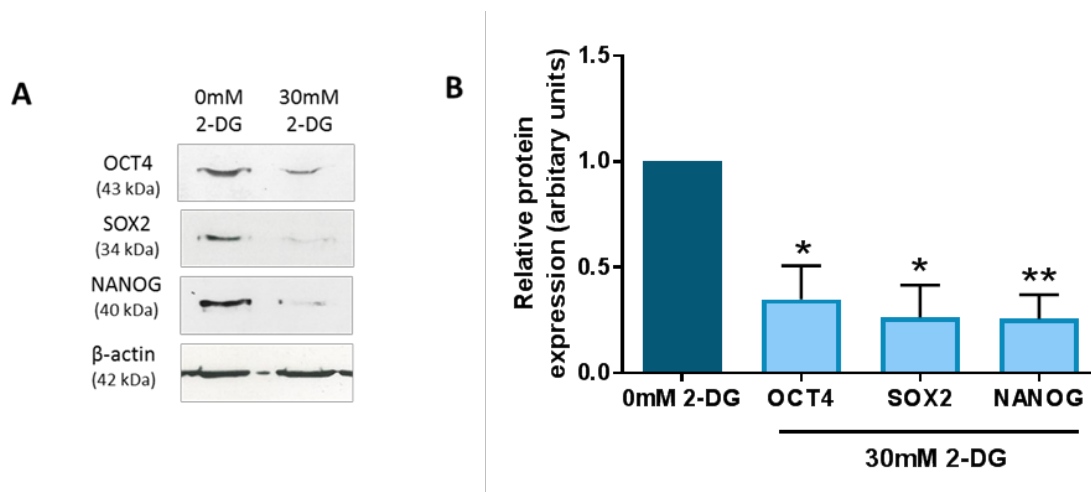 A
0mM
2-DG
30mM
2-DG
OCT4
(43 kDa)
SOX2
(34 kDa)
NANOG
(40 kDa)
β-actin
(42 kDa)
B
Relative protein
expression (arbitary units)
1.5
1.0
0.5
0.0
*
*
**
0mM 2-DG
OCT4
SOX2
NANOG
30mM 2-DG